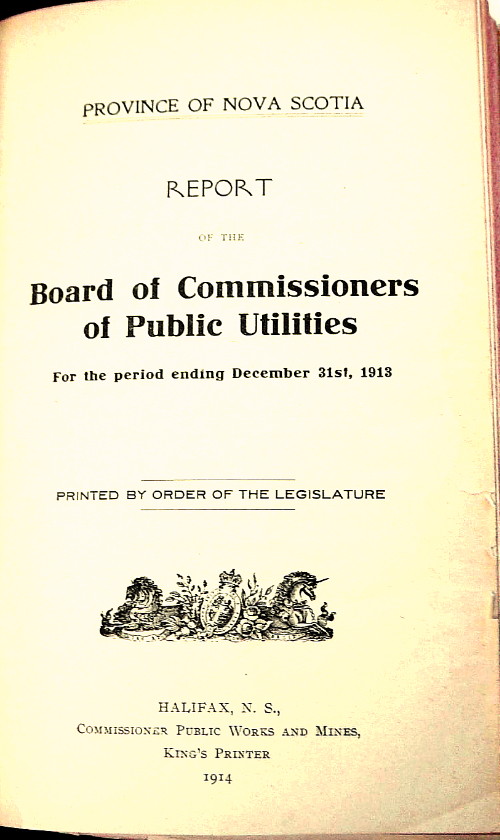 PROVINCE OF NOVA SCOTIA
REPORT
OF THE
Board of Commissioners
of Public Utilities
For the period ending December 31st, 1913
PRINTED BY ORDER OF THE LEGISLATURE
HALIFAX, N. S.,
COMMISSIONER PUBLIC WORKS AND MINES,
KING'S PRINTER
1914